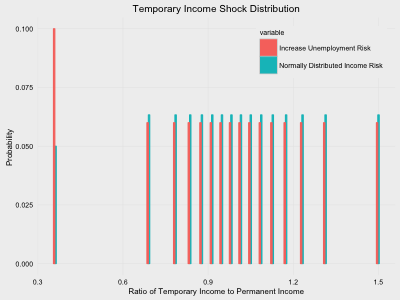 Temporary Income Shock Distribution
variable
Increase Unemployment Risk
Normally Distributed Income Risk
Probability
0.100
0.075
0.050
0.025
0.000
0.3 0.6 0.9 1.2 1.5
Ratio of Temporary Income to Permanent Income